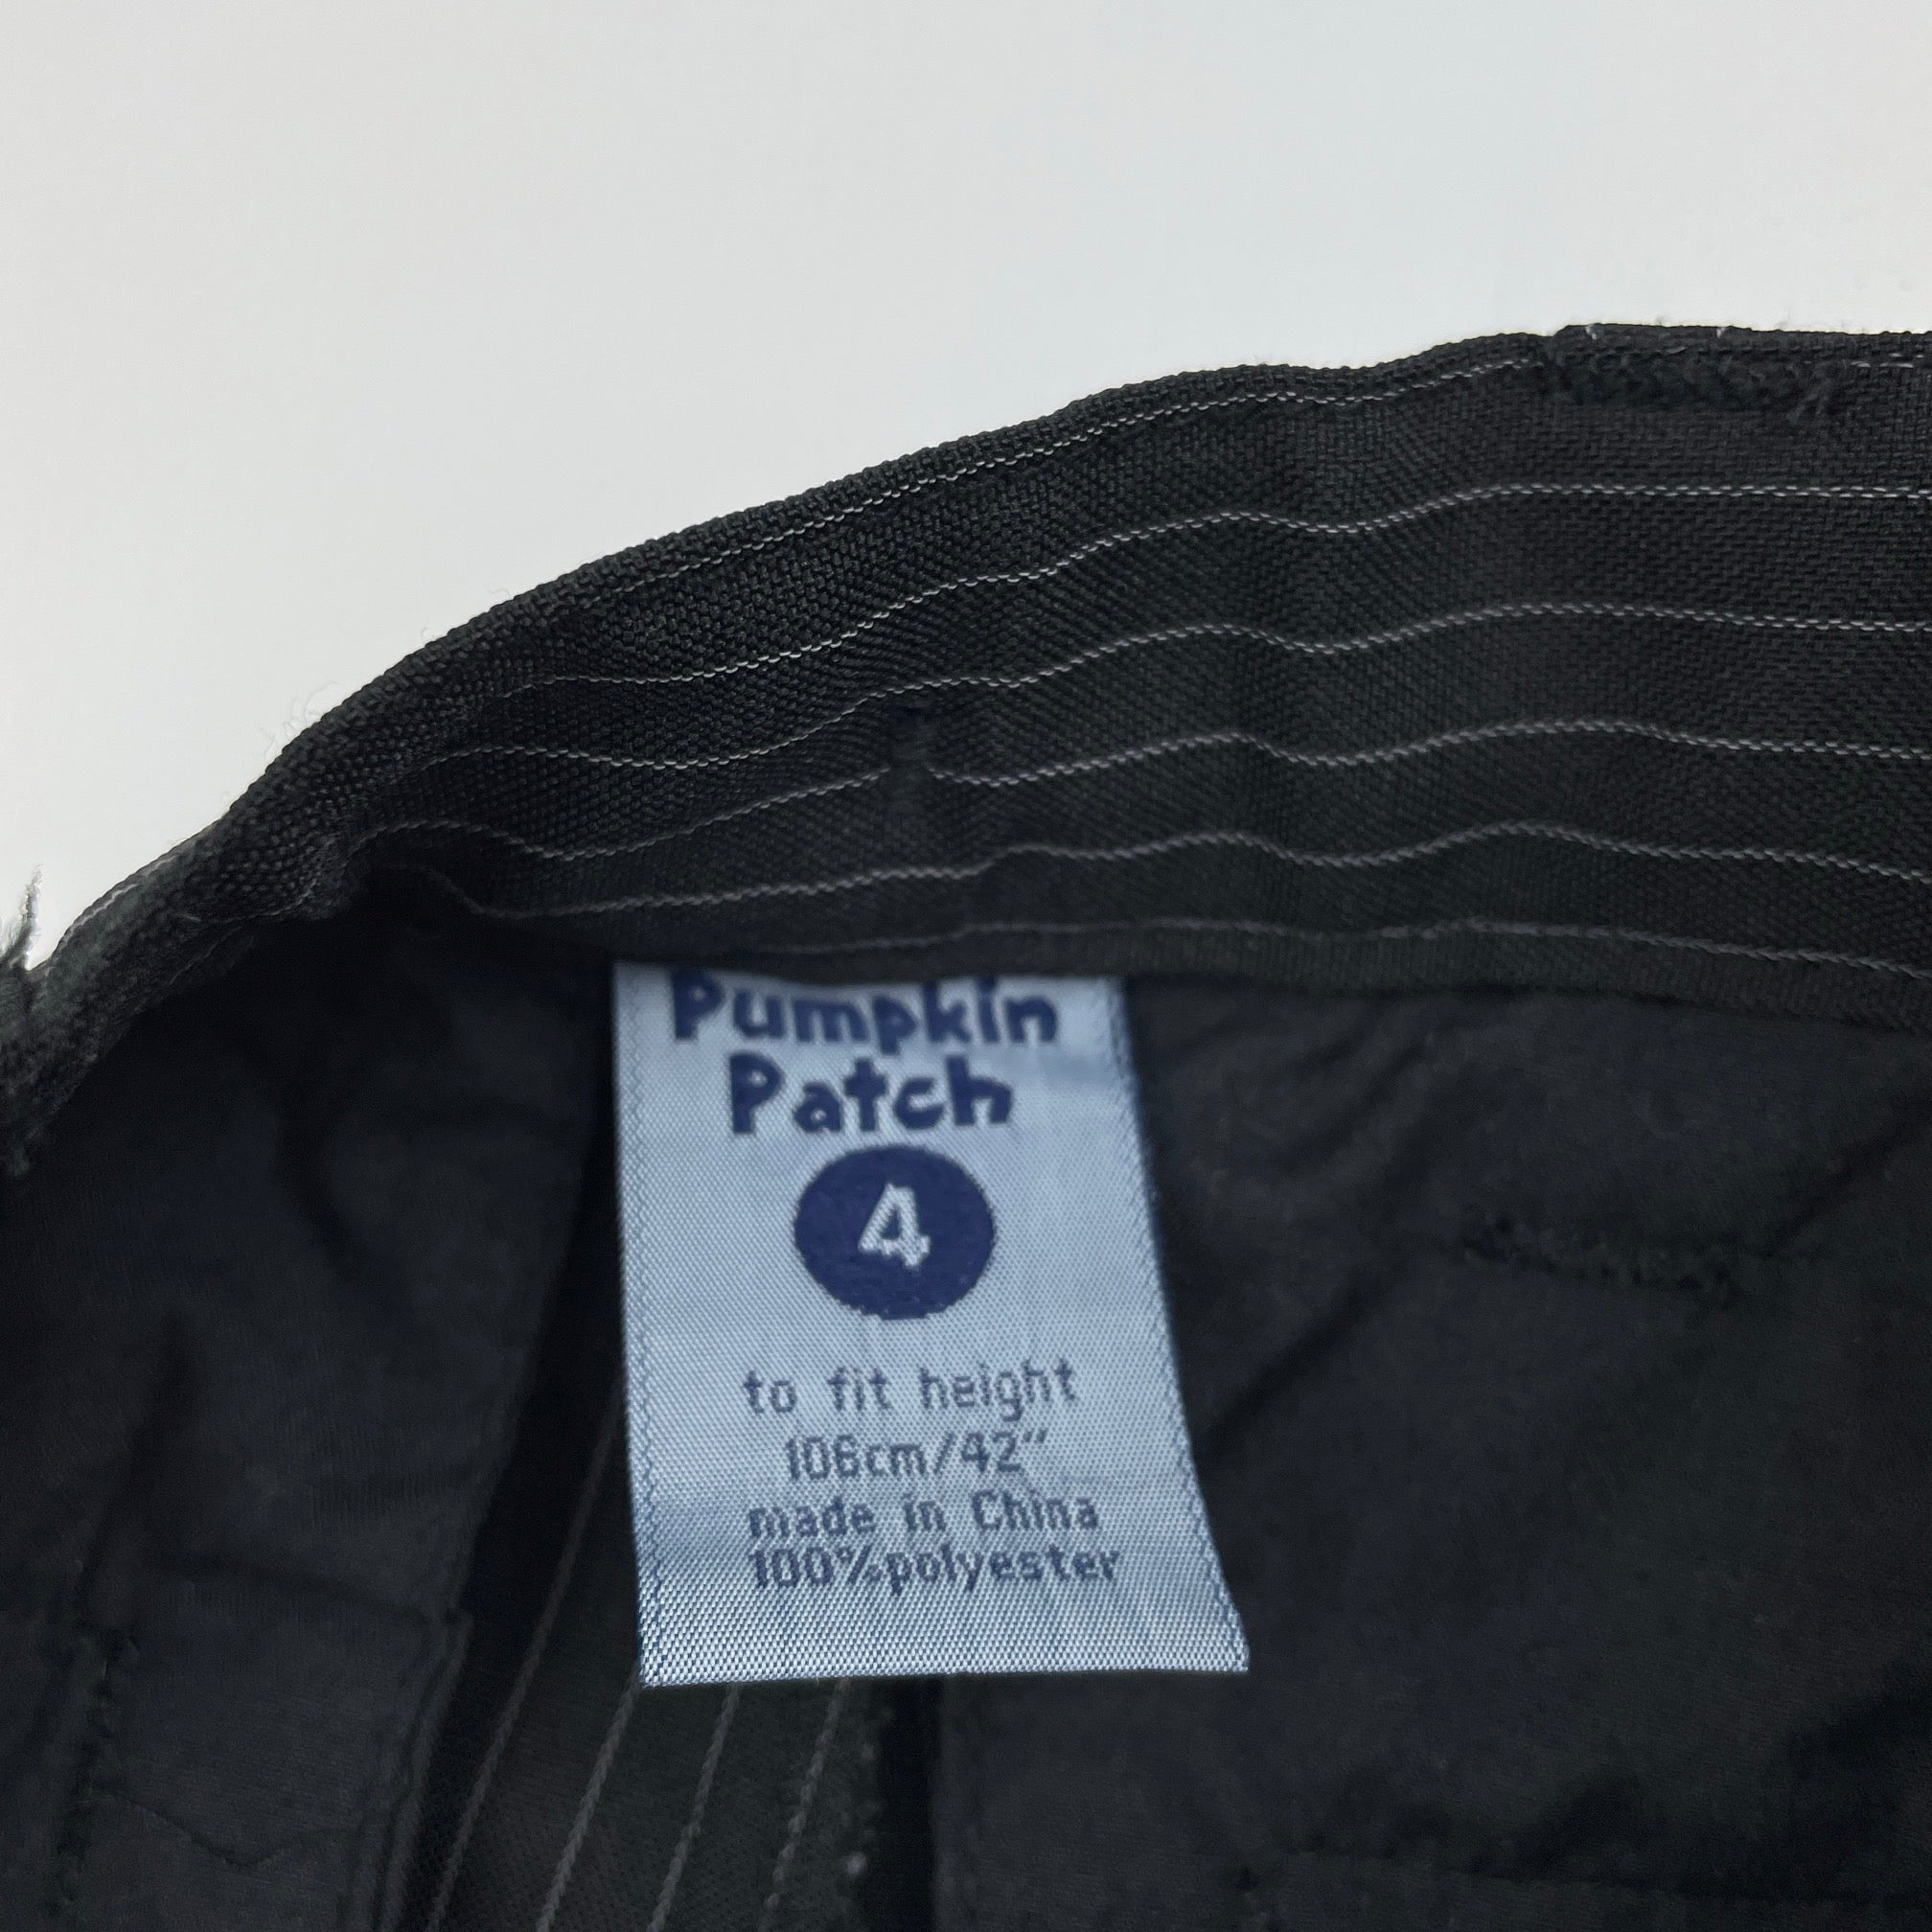 Pumpkin
Patch
4
to fit height
106cm/42"
made in China
100%polyester